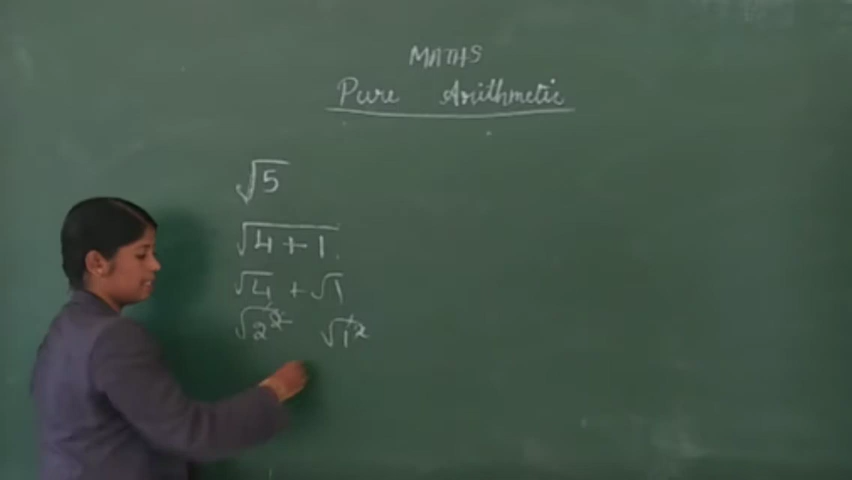 MATHS
Pure Arithmetic
√5
√4+1
√4 + √1
√2² √1²